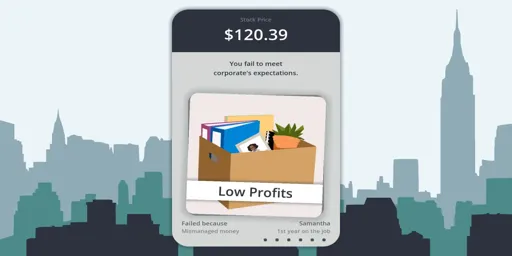 Stock Price
$120.39
You fail to meet
corporate's expectations.
Low Profits
Failed because
Mismanaged money
Samantha
1st year on the job